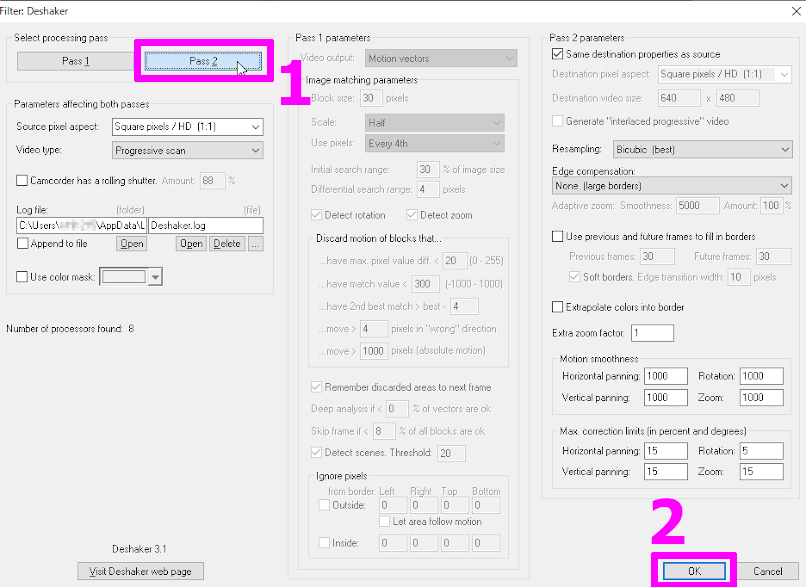 Filter: Deshaker
Select processing pass
Pass 1
Pass 2
1
Parameters affecting both passes
Source pixel aspect: Square pixels / HD (1:1)
Video type: Progressive scan
Camcorder has a rolling shutter. Amount: 88 %
Log file: (folder) (file)
C:\Users\ \AppData\L Deshaker.log
Append to file Open Open Delete ...
Use color mask:
Number of processors found: 8
Deshaker 3.1
Visit Deshaker web page
Pass 1 parameters
Video output: Motion vectors
Image matching parameters
Block size: 30 pixels
Scale: Half
Use pixels: Every 4th
Initial search range: 30 % of image size
Differential search range: 4 pixels
Detect rotation Detect zoom
Discard motion of blocks that...
...have max. pixel value diff. < 20 (0 - 255)
...have match value < 300 (-1000 - 1000)
...have 2nd best match > best - 4
...move > 4 pixels in "wrong" direction
...move > 1000 pixels (absolute motion)
Remember discarded areas to next frame
Deep analysis if < 0 % of vectors are ok
Skip frame if < 8 % of all blocks are ok
Detect scenes. Threshold: 20
Ignore pixels
from border: Left Right Top Bottom
Outside: 0 0 0 0
Let area follow motion
Inside: 0 0 0 0
Pass 2 parameters
Same destination properties as source
Destination pixel aspect: Square pixels / HD (1:1)
Destination video size: 640 x 480
Generate "interlaced progressive" video
Resampling: Bicubic (best)
Edge compensation:
None (large borders)
Adaptive zoom: Smoothness: 5000 Amount: 100 %
Use previous and future frames to fill in borders
Previous frames: 30 Future frames: 30
Soft borders. Edge transition width: 10 pixels
Extrapolate colors into border
Extra zoom factor: 1
Motion smoothness
Horizontal panning: 1000 Rotation: 1000
Vertical panning: 1000 Zoom: 1000
Max. correction limits (in percent and degrees)
Horizontal panning: 15 Rotation: 5
Vertical panning: 15 Zoom: 15
2
OK Cancel